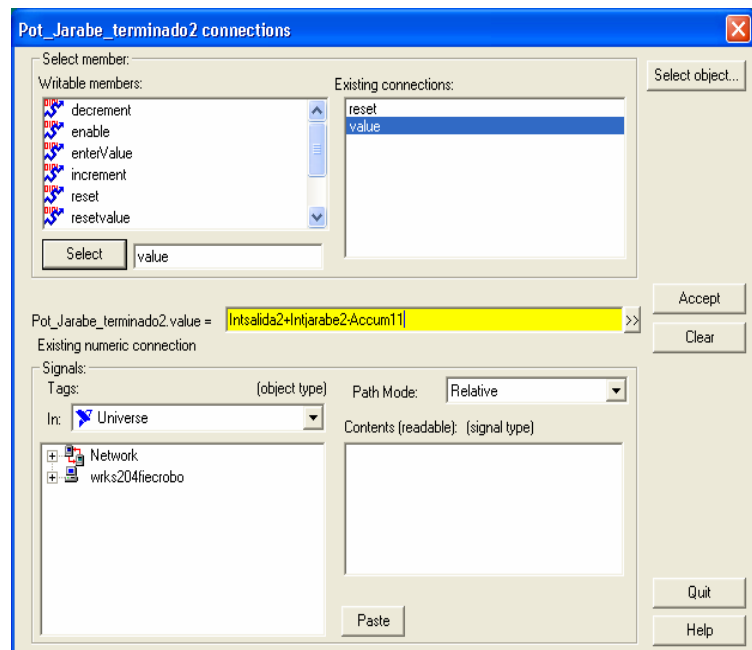 Pot_Jarabe_terminado2 connections
Select member:
Writable members:
Existing connections:
Select object...
decrement
enable
enterValue
increment
reset
resetvalue
reset
value
Select
value
Pot_Jarabe_terminado2.value =
Intsalida2+Intjarabe2-Accum11
>>
Accept
Clear
Existing numeric connection
Signals:
Tags:
(object type)
Path Mode:
Relative
In:
Universe
Contents (readable): (signal type)
Network
wrks204fiecrobo
Paste
Quit
Help